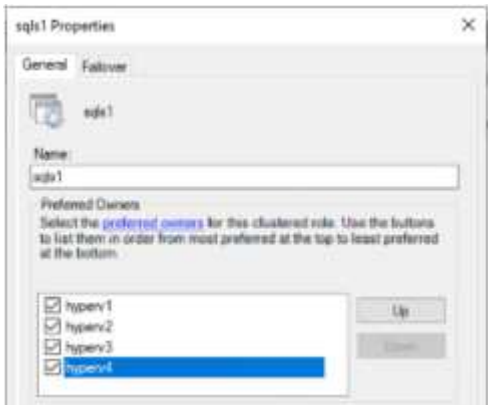 sqls1 Properties
General Failover
sqls1
Name:
sqls1
Preferred Owners
Select the preferred owners for this clustered role. Use the buttons
to list them in order from most preferred at the top to least preferred
at the bottom.
hyperv1
Up
hyperv2
hyperv3
Down
hyperv4